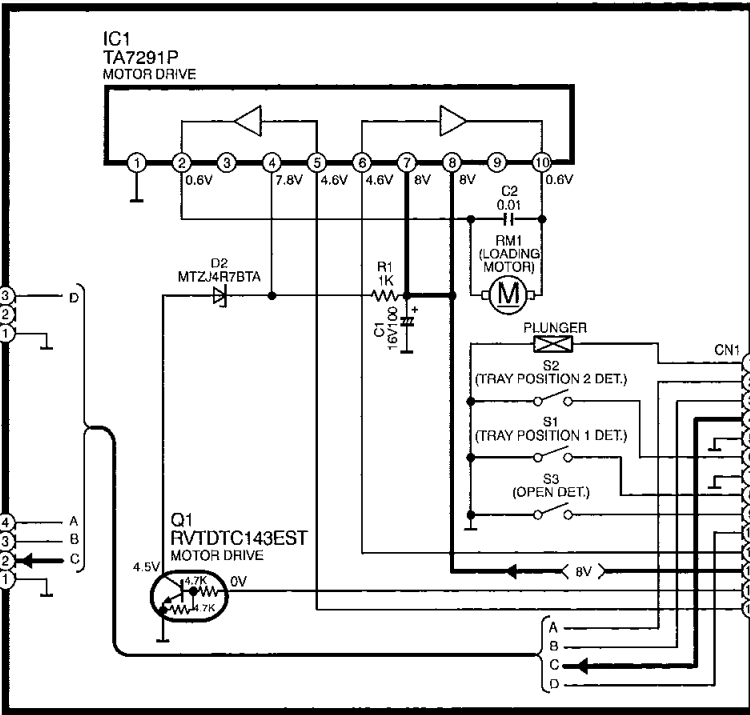 IC1
TA7291P
MOTOR DRIVE
1 2 3 4 5 6 7 8 9 10
0.6V 7.8V 4.6V 4.6V 8V 8V 0.6V
C2
0.01
RM1
(LOADING
MOTOR)
M
D2
MTZJ4R7BTA
R1
1K
+
C1
16V100
3 D
2
1
PLUNGER
CN1
S2
(TRAY POSITION 2 DET.)
S1
(TRAY POSITION 1 DET.)
S3
(OPEN DET.)
4 A
3 B
2 C
1
Q1
RVTDTC143EST
MOTOR DRIVE
4.5V
4.7K
0V
4.7K
8V
A
B
C
D